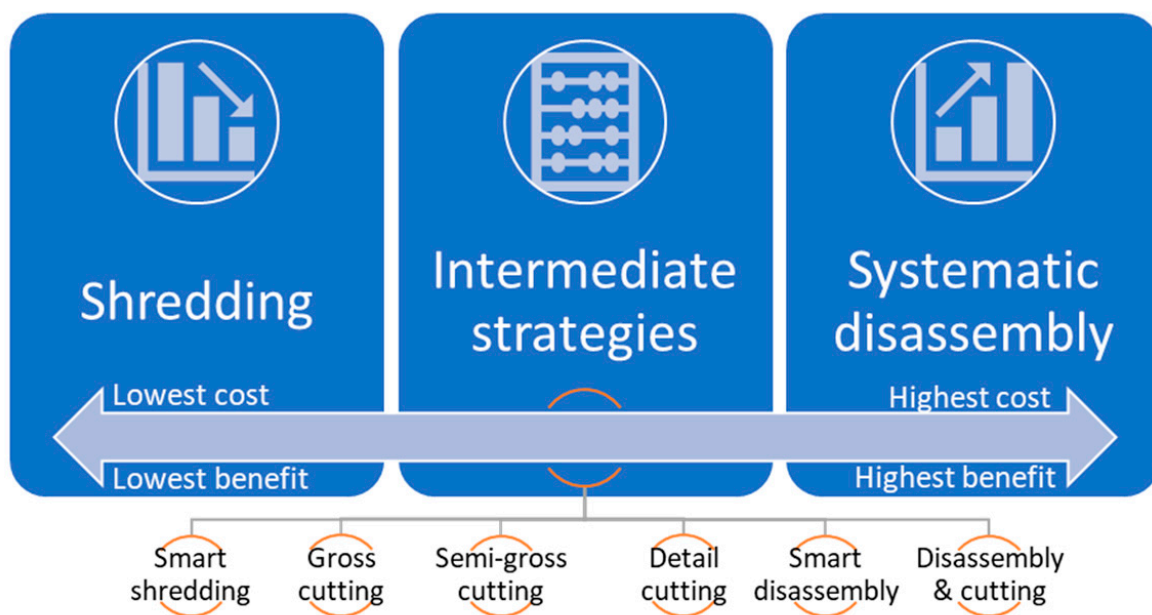 Shredding
Intermediate
strategies
Systematic
disassembly
Lowest cost
Highest cost
Lowest benefit
Highest benefit
Smart
shredding
Gross
cutting
Semi-gross
cutting
Detail
cutting
Smart
disassembly
Disassembly
& cutting